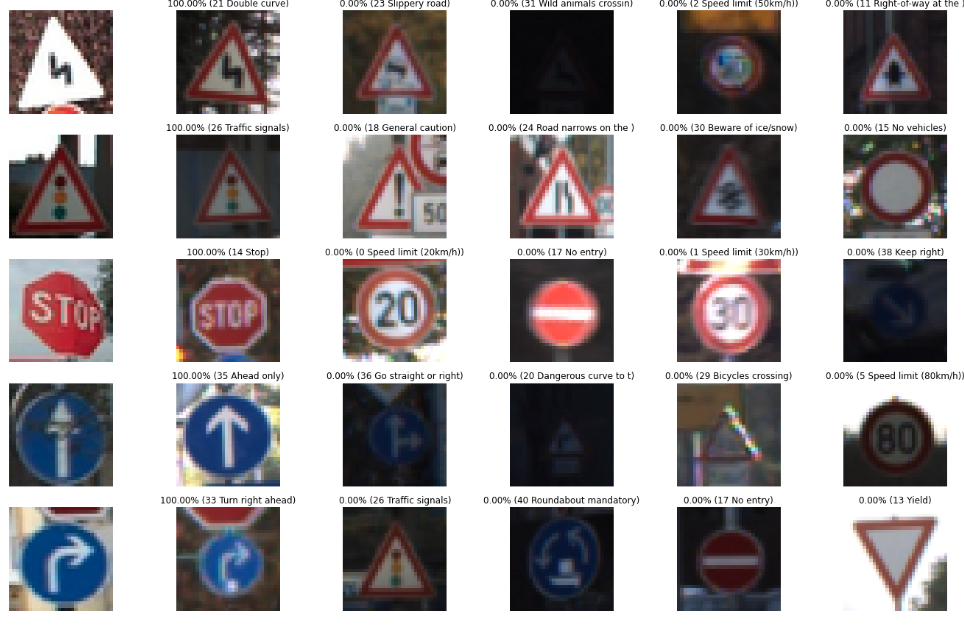 100.00% (21 Double curve)
0.00% (23 Slippery road)
0.00% (31 Wild animals crossin)
0.00% (2 Speed limit (50km/h))
0.00% (11 Right-of-way at the )
100.00% (26 Traffic signals)
0.00% (18 General caution)
0.00% (24 Road narrows on the )
0.00% (30 Beware of ice/snow)
0.00% (15 No vehicles)
50
100.00% (14 Stop)
0.00% (0 Speed limit (20km/h))
0.00% (17 No entry)
0.00% (1 Speed limit (30km/h))
0.00% (38 Keep right)
STOP
STOP
20
30
100.00% (35 Ahead only)
0.00% (36 Go straight or right)
0.00% (20 Dangerous curve to t)
0.00% (29 Bicycles crossing)
0.00% (5 Speed limit (80km/h))
80
100.00% (33 Turn right ahead)
0.00% (26 Traffic signals)
0.00% (40 Roundabout mandatory)
0.00% (17 No entry)
0.00% (13 Yield)